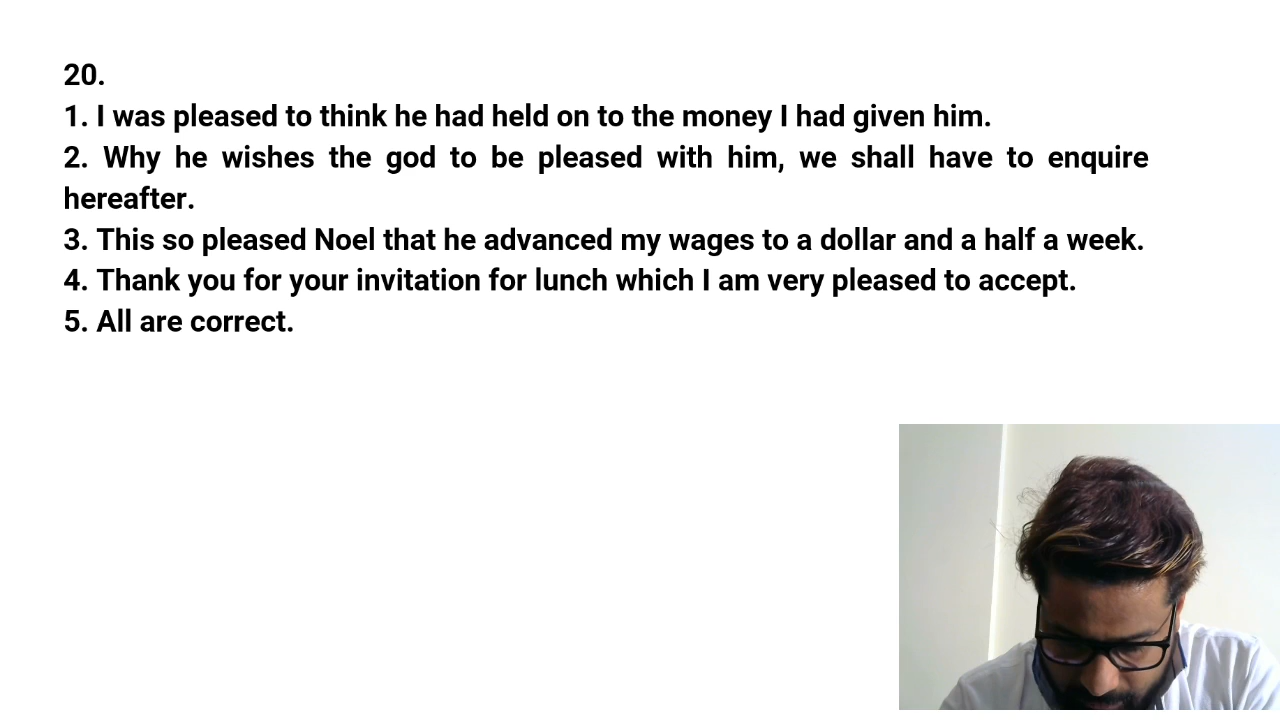 20.
1. I was pleased to think he had held on to the money I had given him.
2. Why he wishes the god to be pleased with him, we shall have to enquire
hereafter.
3. This so pleased Noel that he advanced my wages to a dollar and a half a week.
4. Thank you for your invitation for lunch which I am very pleased to accept.
5. All are correct.